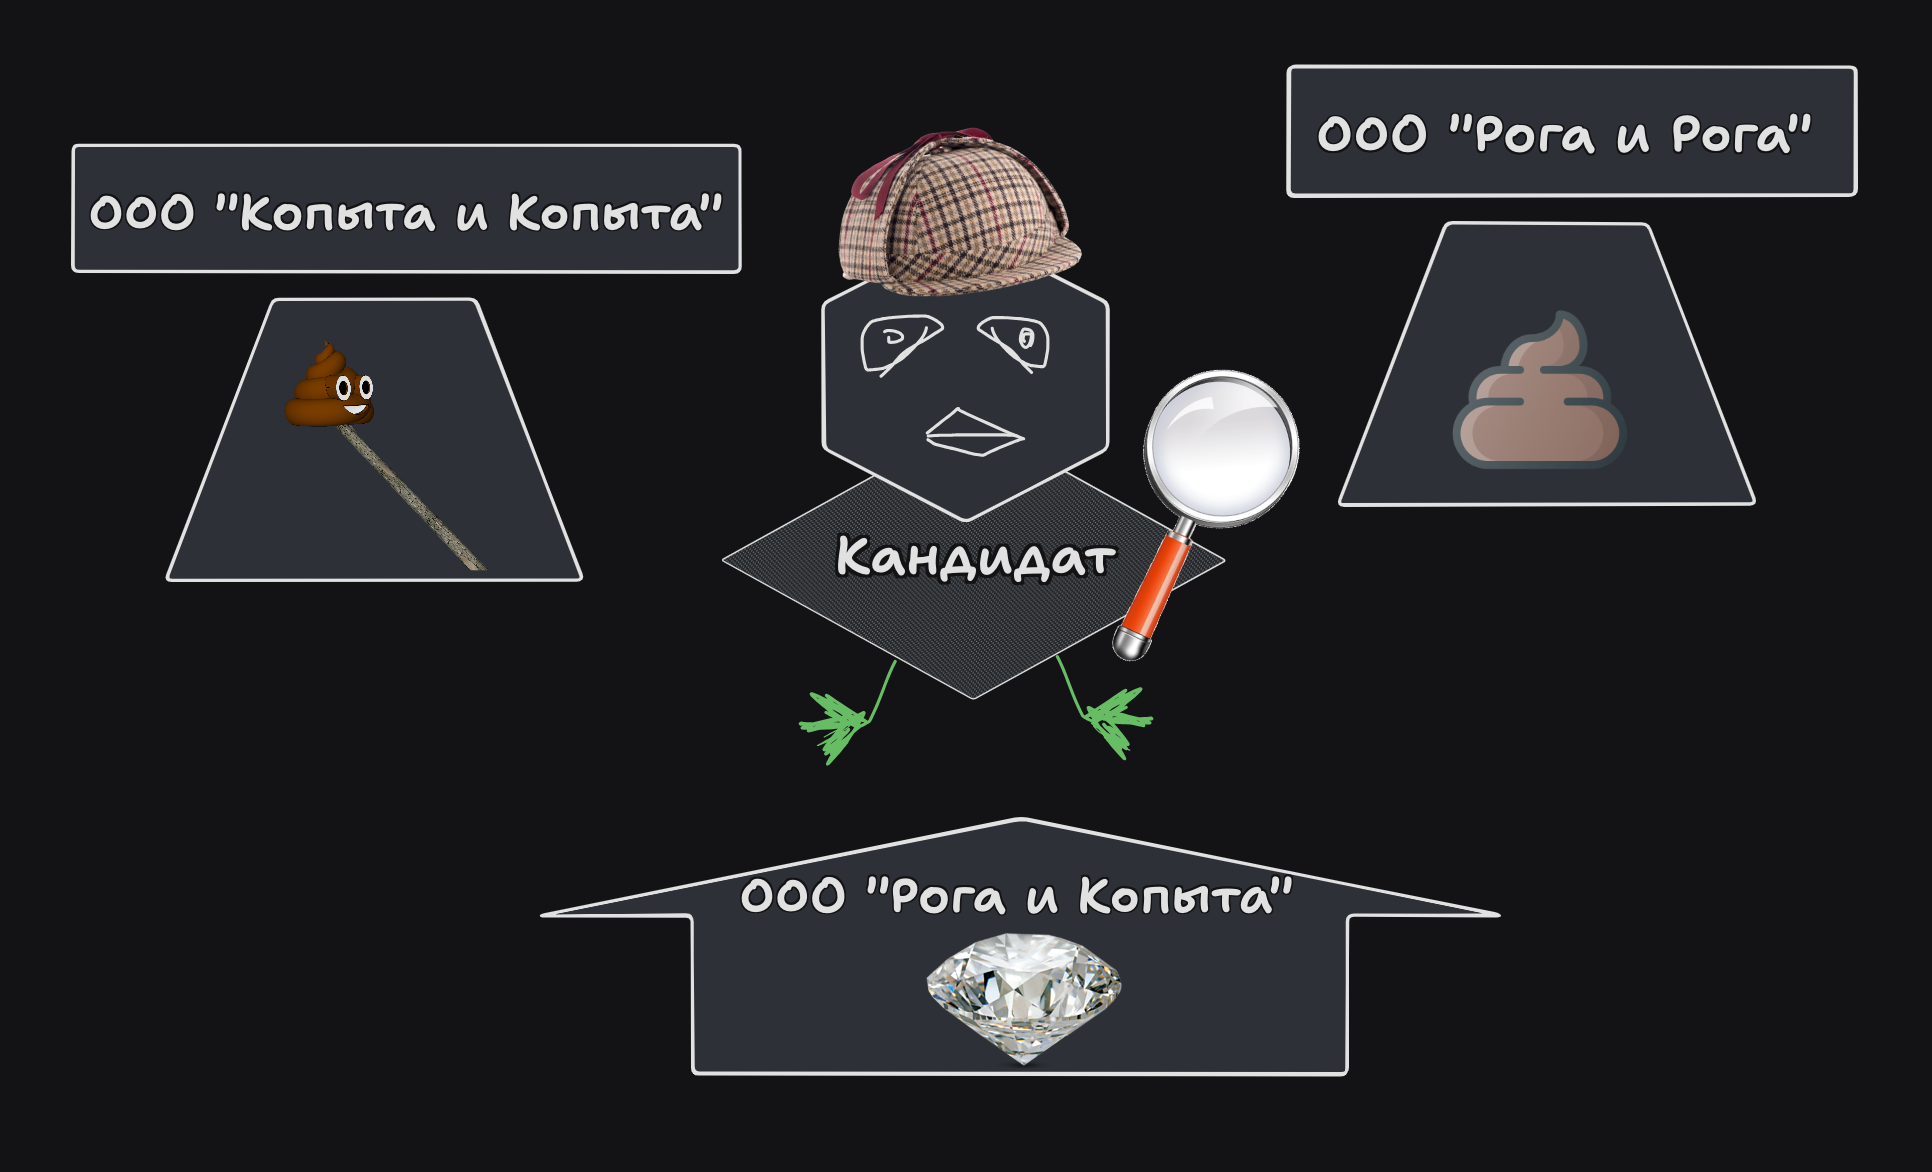 ООО "Рога и Рога"
ООО "Копыта и Копыта"
Кандидат
ООО "Рога и Копыта"